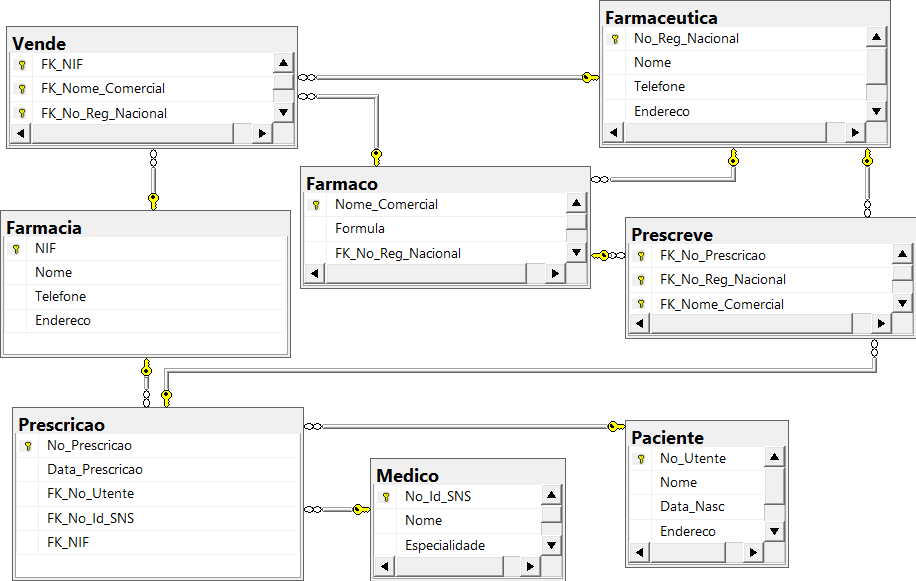 Vende
FK_NIF
FK_Nome_Comercial
FK_No_Reg_Nacional
Farmaceutica
No_Reg_Nacional
Nome
Telefone
Endereco
Farmaco
Nome_Comercial
Formula
FK_No_Reg_Nacional
Farmacia
NIF
Nome
Telefone
Endereco
Prescreve
FK_No_Prescricao
FK_No_Reg_Nacional
FK_Nome_Comercial
Prescricao
No_Prescricao
Data_Prescricao
FK_No_Utente
FK_No_Id_SNS
FK_NIF
Medico
No_Id_SNS
Nome
Especialidade
Paciente
No_Utente
Nome
Data_Nasc
Endereco